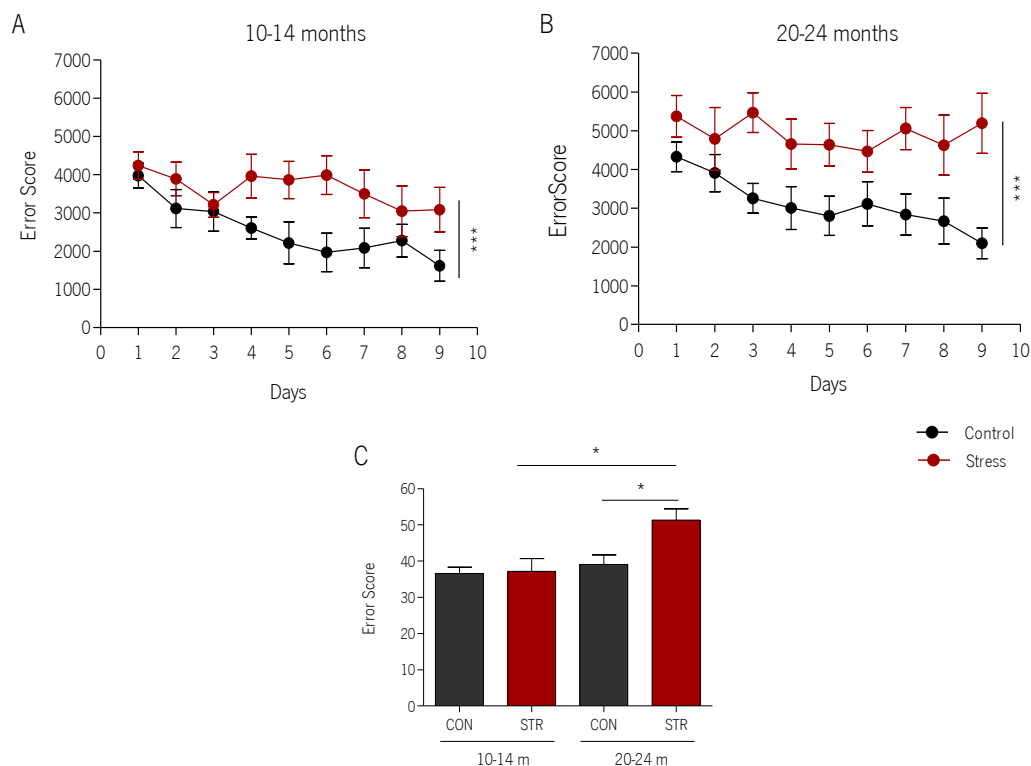 A
10-14 months
7000
6000
5000
4000
3000
2000
1000
0
Error Score
0 1 2 3 4 5 6 7 8 9 10
Days
***
B
20-24 months
7000
6000
5000
4000
3000
2000
1000
0
ErrorScore
0 1 2 3 4 5 6 7 8 9 10
Days
***
Control
Stress
C
*
*
60
50
40
30
20
10
0
Error Score
CON STR CON STR
10-14 m 20-24 m